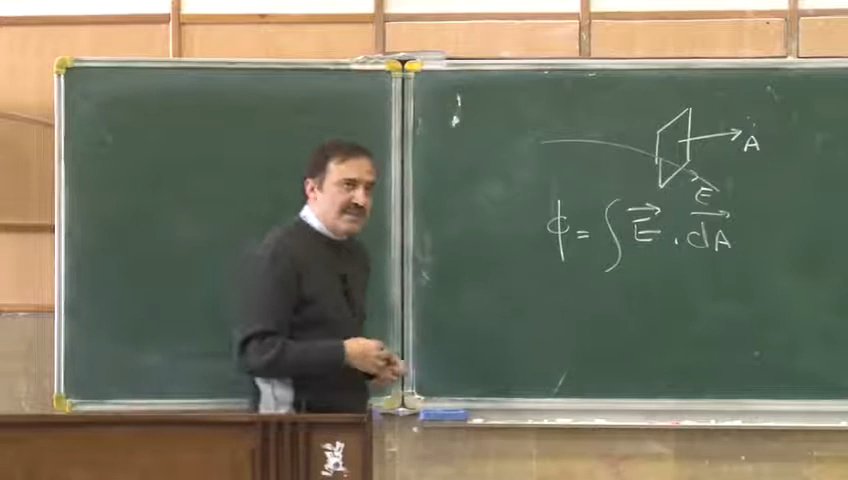 A
E
ϕ = ∫ E⃗ . dA⃗